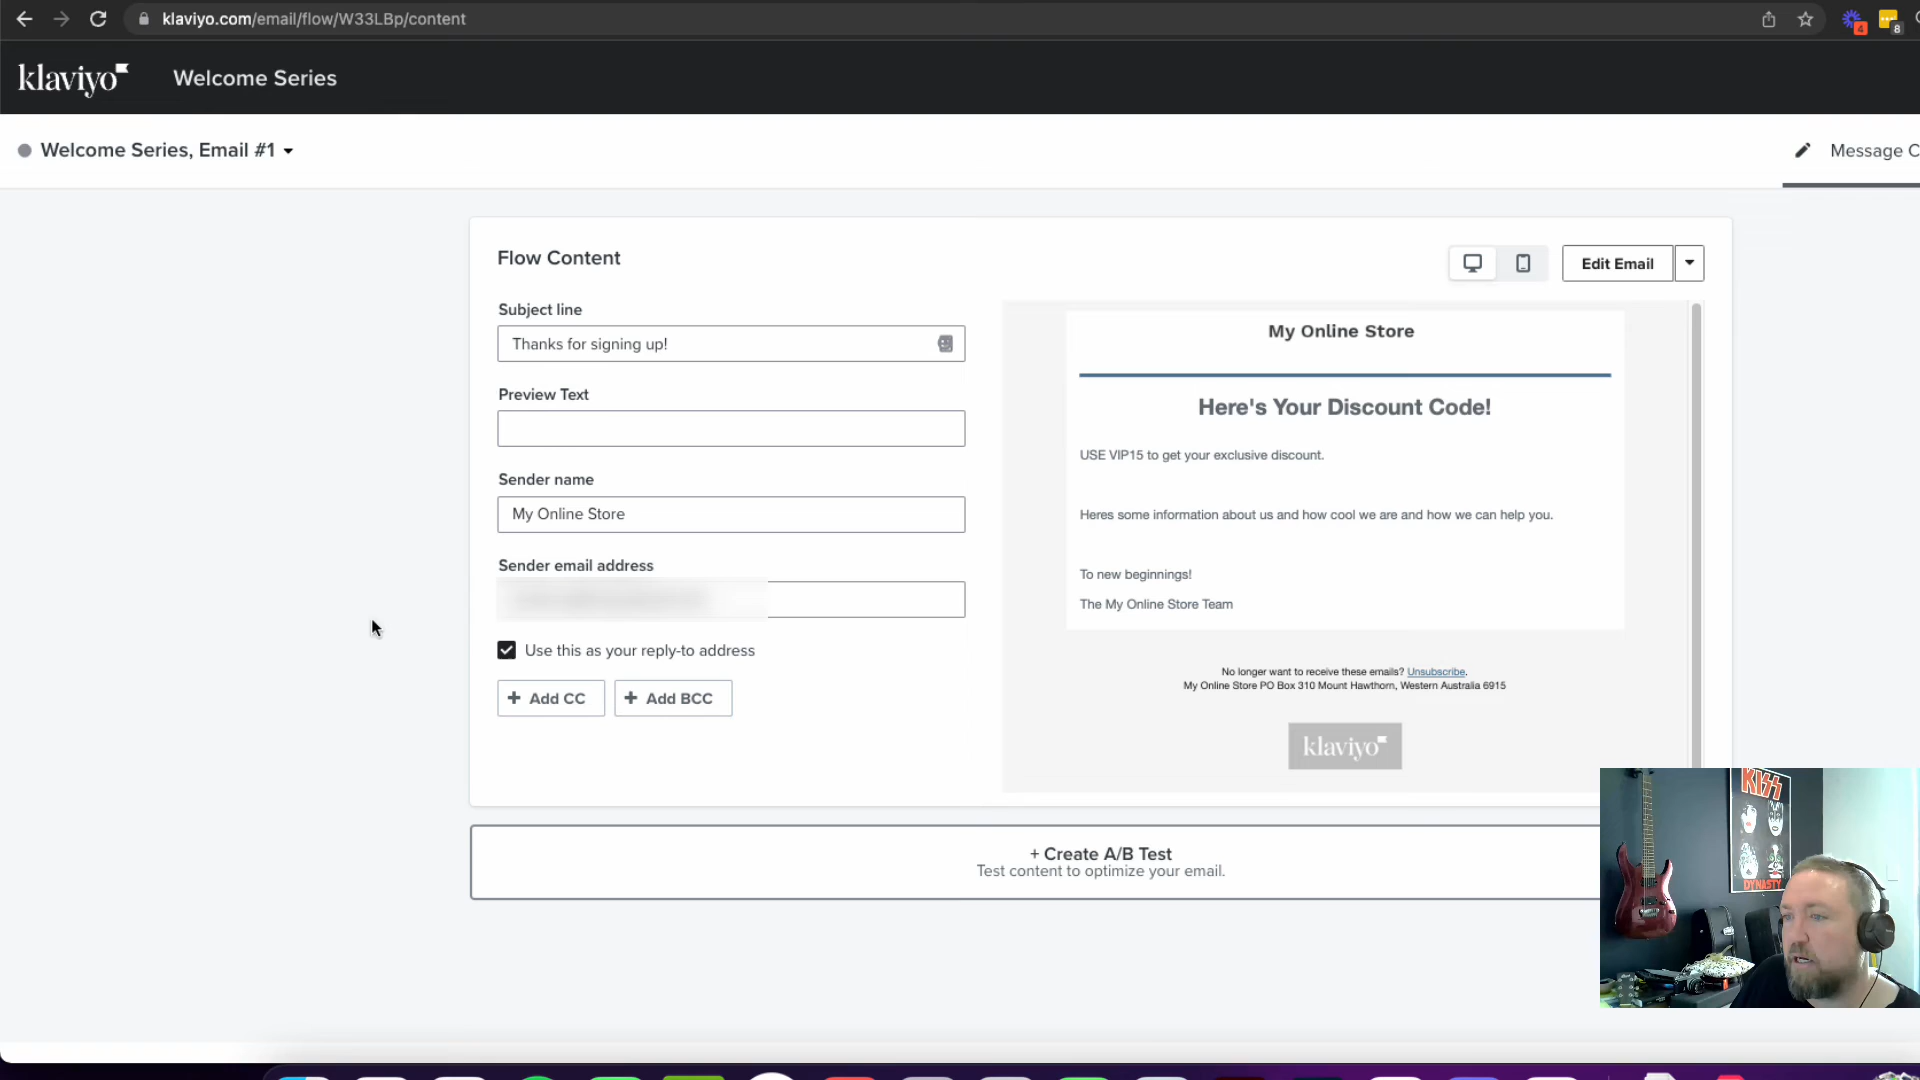 klaviyo.com/email/flow/W33LBp/content
4
8
klaviyo
Welcome Series
Welcome Series, Email #1
Message C
Flow Content
Edit Email
Subject line
Thanks for signing up!
Preview Text
Sender name
My Online Store
Sender email address
Use this as your reply-to address
+ Add CC
+ Add BCC
My Online Store
Here's Your Discount Code!
USE VIP15 to get your exclusive discount.
Heres some information about us and how cool we are and how we can help you.
To new beginnings!
The My Online Store Team
No longer want to receive these emails? Unsubscribe.
My Online Store PO Box 310 Mount Hawthorn, Western Australia 6915
klaviyo
+ Create A/B Test
Test content to optimize your email.
KISS
DYNASTY